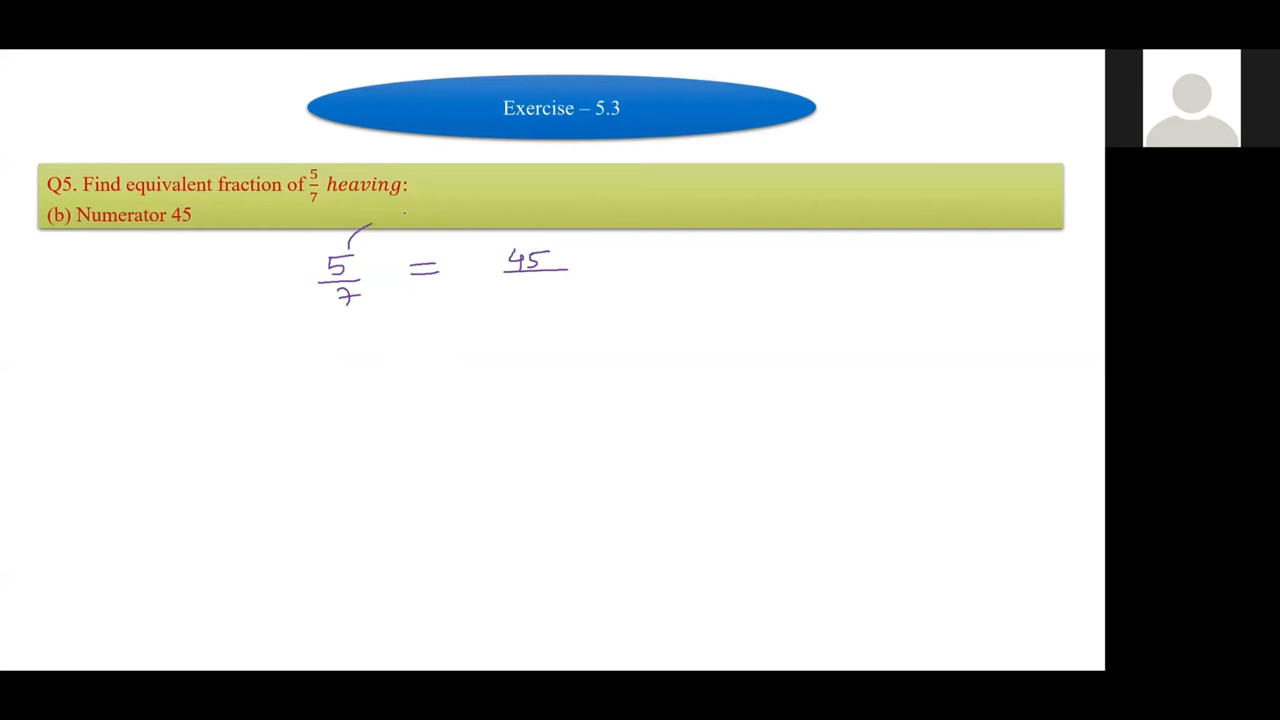 Exercise – 5.3
Q5. Find equivalent fraction of 5/7 heaving:
(b) Numerator 45
5/7 = 45/